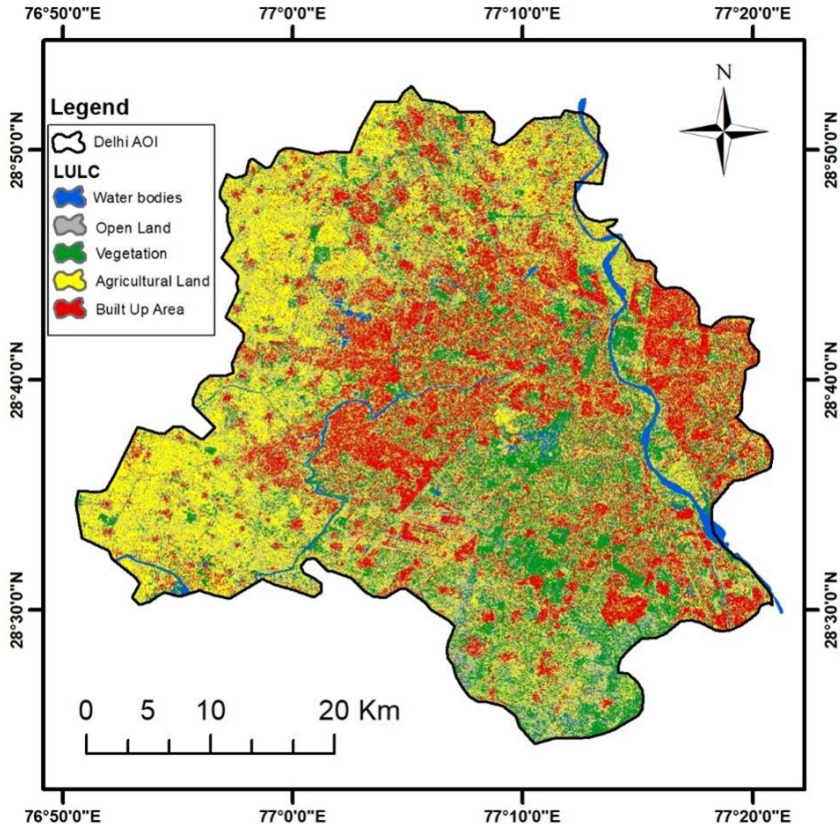 76°50'0"E 77°0'0"E 77°10'0"E 77°20'0"E
N
Legend
Delhi AOI
LULC
Water bodies
Open Land
Vegetation
Agricultural Land
Built Up Area
28°50'0"N 28°50'0"N
28°40'0"N 28°40'0"N
28°30'0"N 28°30'0"N
0 5 10 20 Km
76°50'0"E 77°0'0"E 77°10'0"E 77°20'0"E